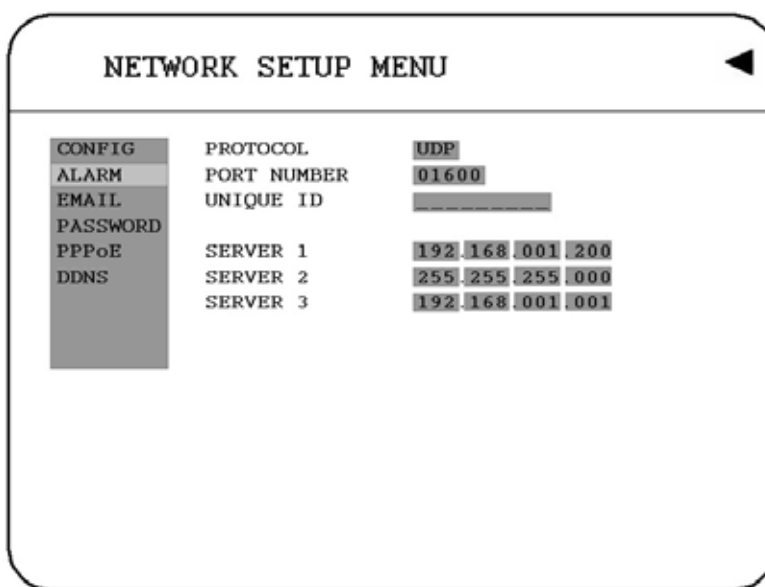 NETWORK SETUP MENU
CONFIG PROTOCOL UDP
ALARM PORT NUMBER 01600
EMAIL UNIQUE ID _________
PASSWORD
PPPoE SERVER 1 192.168.001.200
DDNS SERVER 2 255.255.255.000
SERVER 3 192.168.001.001